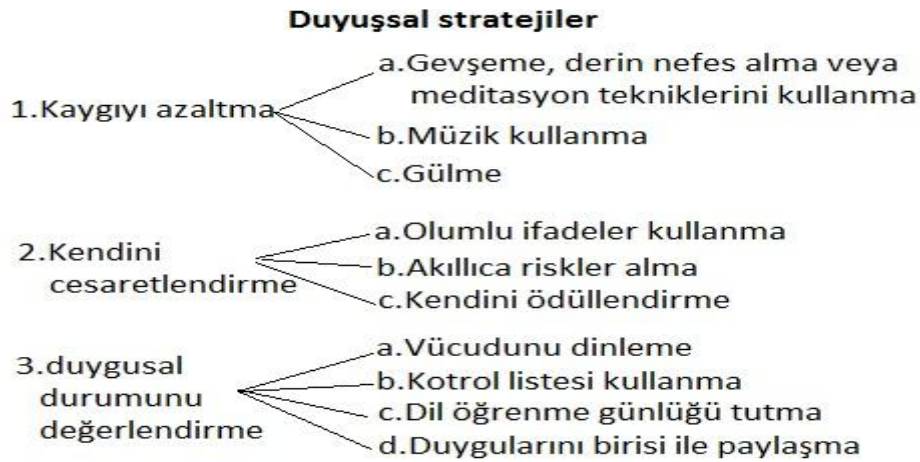 Duyuşsal stratejiler
1.Kaygıyı azaltma
a.Gevşeme, derin nefes alma veya
meditasyon tekniklerini kullanma
b.Müzik kullanma
c.Gülme
2.Kendini
cesaretlendirme
a.Olumlu ifadeler kullanma
b.Akıllıca riskler alma
c.Kendini ödüllendirme
3.duygusal
durumunu
değerlendirme
a.Vücudunu dinleme
b.Kotrol listesi kullanma
c.Dil öğrenme günlüğü tutma
d.Duygularını birisi ile paylaşma